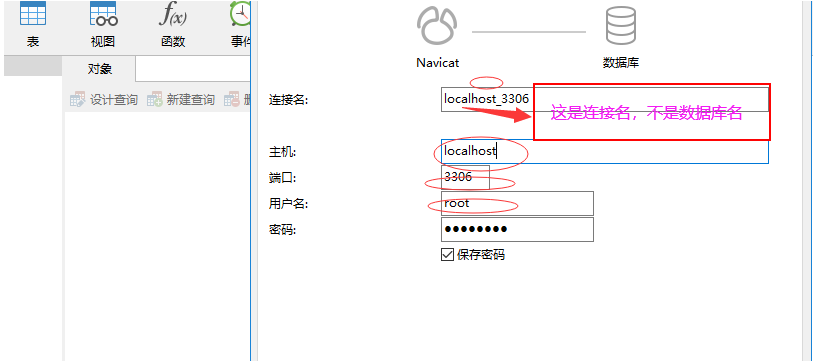 f(x)
表
视图
函数
事件
Navicat
数据库
对象
设计查询
新建查询
连接名:
localhost_3306
这是连接名，不是数据库名
主机:
localhost
端口:
3306
用户名:
root
密码:
●●●●●●●●
保存密码